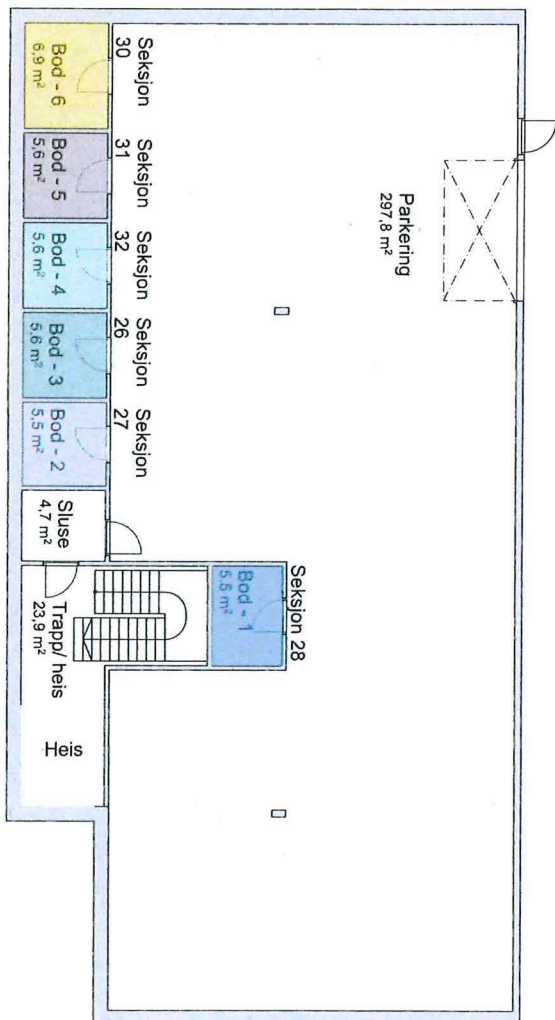 Seksjon
30
Bod - 6
6,9 m²
Seksjon
31
Bod - 5
5,6 m²
Seksjon
32
Bod - 4
5,6 m²
Seksjon
26
Bod - 3
5,6 m²
Seksjon
27
Bod - 2
5,5 m²
Sluse
4,7 m²
Trapp/ heis
23,9 m²
Heis
Seksjon 28
Bod - 1
5,5 m²
Parkering
297,8 m²